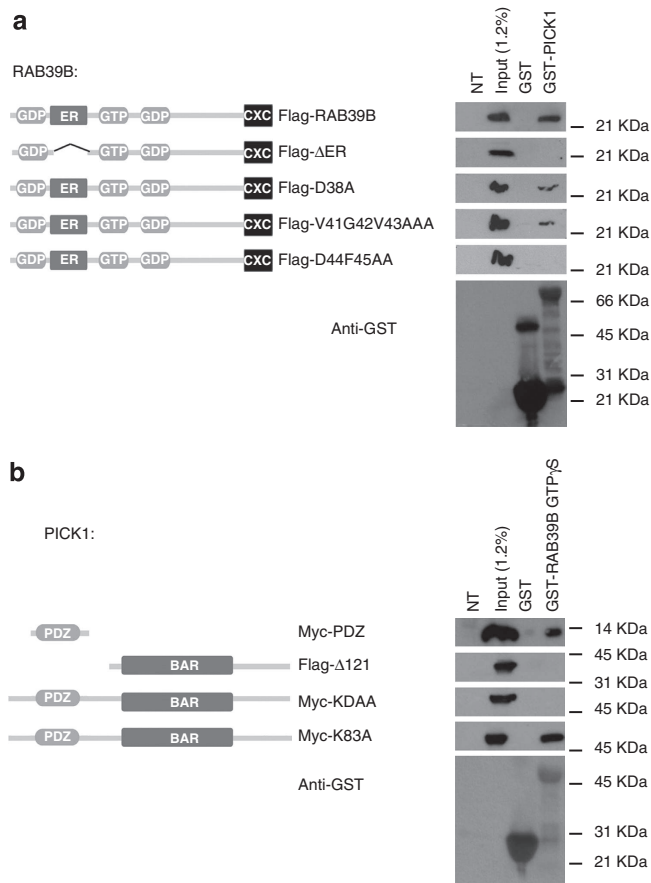 a
RAB39B:
NT
Input (1.2%)
GST
GST-PICK1
GDP ER GTP GDP CXC Flag-RAB39B
21 KDa
GDP GTP GDP CXC Flag-ΔER
21 KDa
GDP ER GTP GDP CXC Flag-D38A
21 KDa
GDP ER GTP GDP CXC Flag-V41G42V43AAA
21 KDa
GDP ER GTP GDP CXC Flag-D44F45AA
21 KDa
Anti-GST
66 KDa
45 KDa
31 KDa
21 KDa
b
PICK1:
NT
Input (1.2%)
GST
GST-RAB39B GTPγS
PDZ Myc-PDZ
14 KDa
45 KDa
BAR Flag-Δ121
31 KDa
PDZ BAR Myc-KDAA
45 KDa
PDZ BAR Myc-K83A
45 KDa
Anti-GST
45 KDa
31 KDa
21 KDa